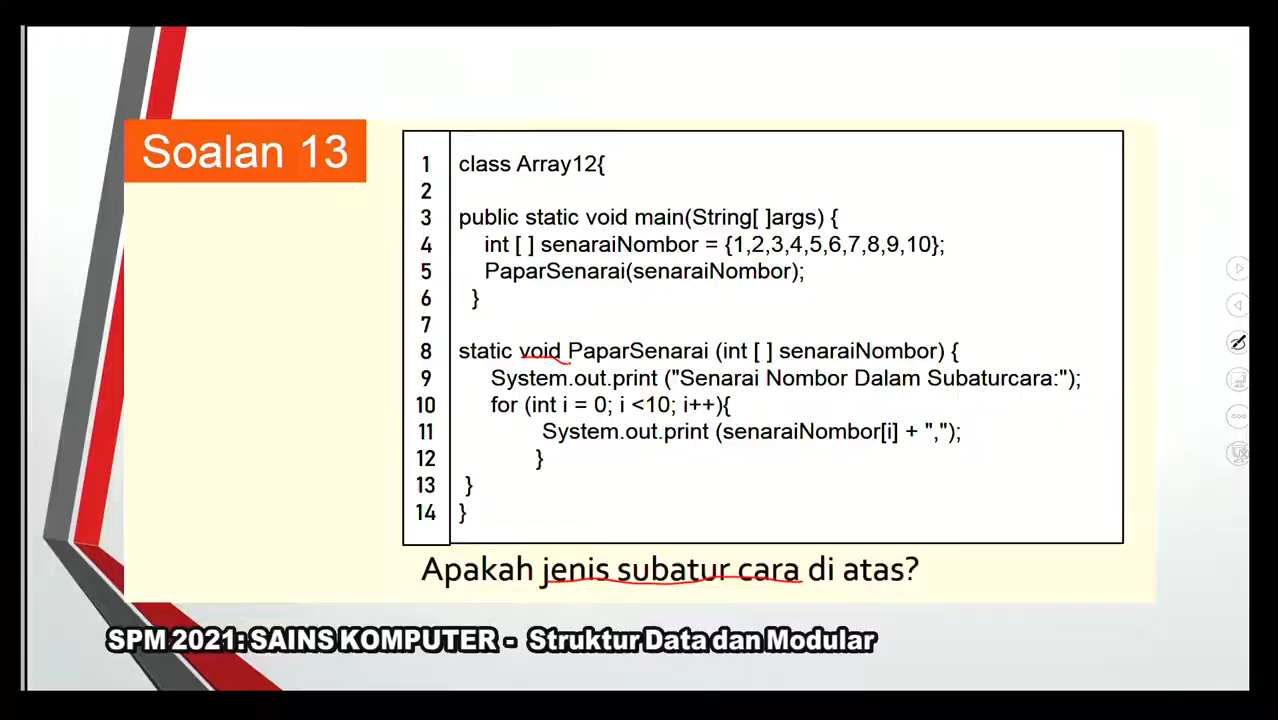 Soalan 13
1 class Array12{
2
3 public static void main(String[ ]args) {
4 int [ ] senaraiNombor = {1,2,3,4,5,6,7,8,9,10};
5 PaparSenarai(senaraiNombor);
6 }
7
8 static void PaparSenarai (int [ ] senaraiNombor) {
9 System.out.print ("Senarai Nombor Dalam Subaturcara:");
10 for (int i = 0; i <10; i++){
11 System.out.print (senaraiNombor[i] + ",");
12 }
13 }
14 }
Apakah jenis subatur cara di atas?
SPM 2021: SAINS KOMPUTER - Struktur Data dan Modular